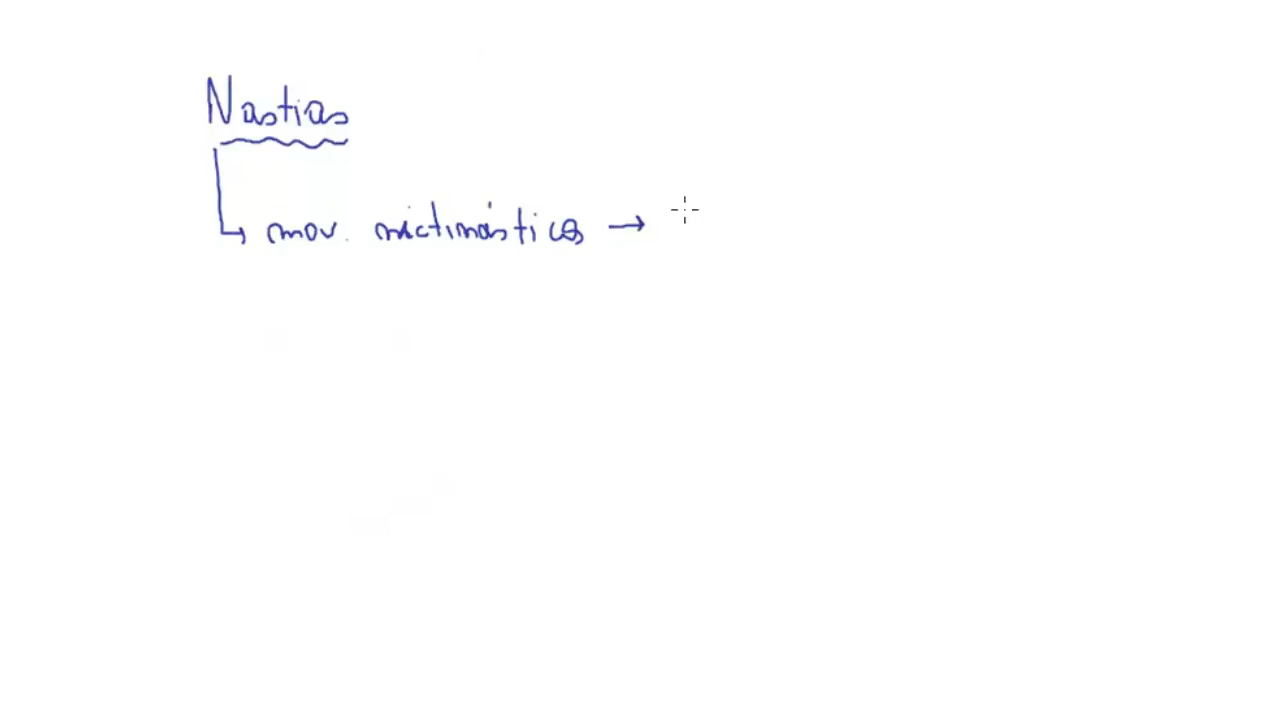 Nastias
↳ mov. nictinásticos →